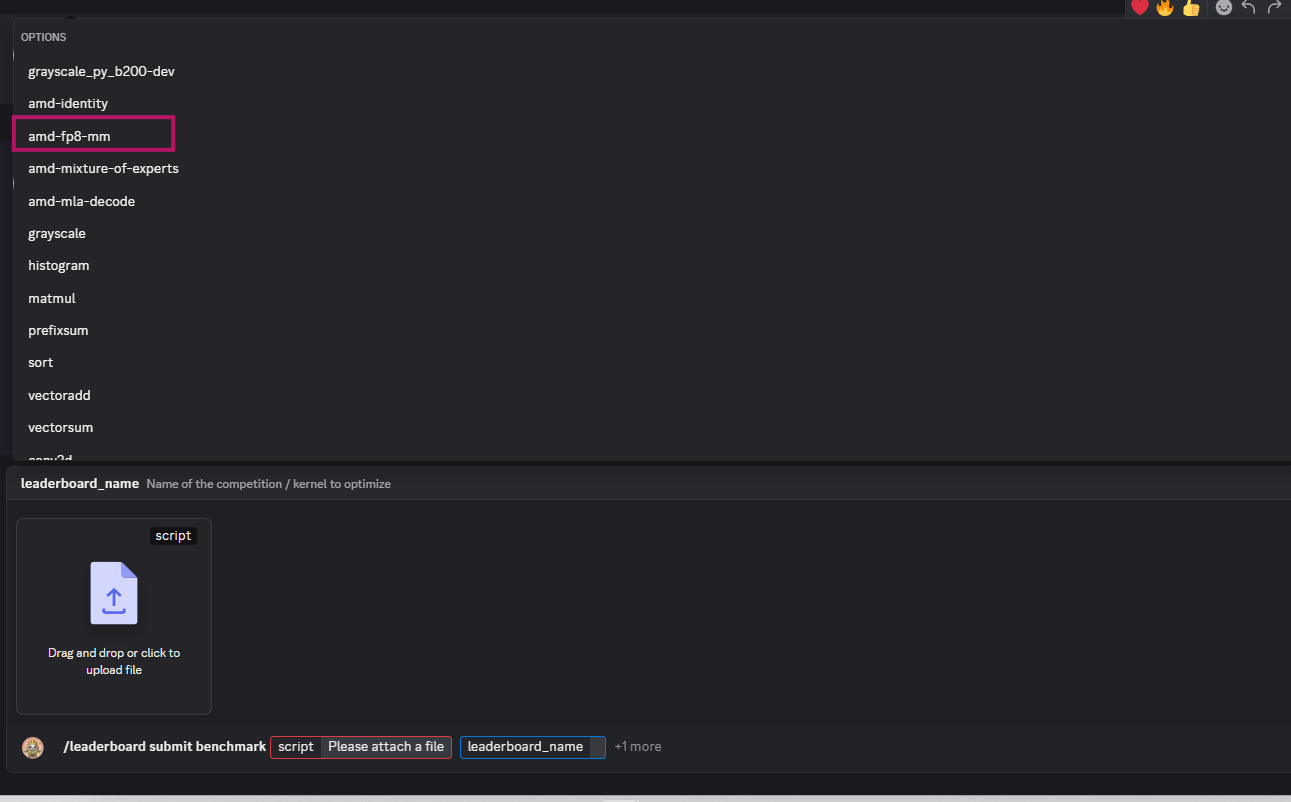 OPTIONS
grayscale_py_b200-dev
amd-identity
amd-fp8-mm
amd-mixture-of-experts
amd-mla-decode
grayscale
histogram
matmul
prefixsum
sort
vectoradd
vectorsum
leaderboard_name Name of the competition / kernel to optimize
script
Drag and drop or click to
upload file
/leaderboard submit benchmark script Please attach a file leaderboard_name +1 more